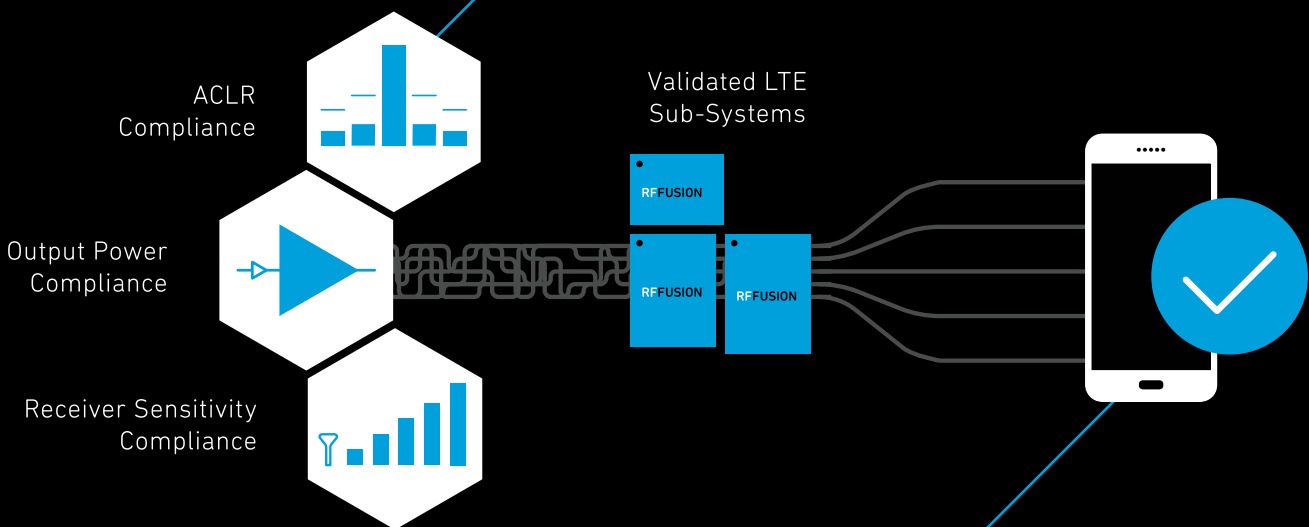 ACLR
Compliance
Validated LTE
Sub-Systems
RFFUSION
Output Power
Compliance
RFFUSION
RFFUSION
Receiver Sensitivity
Compliance